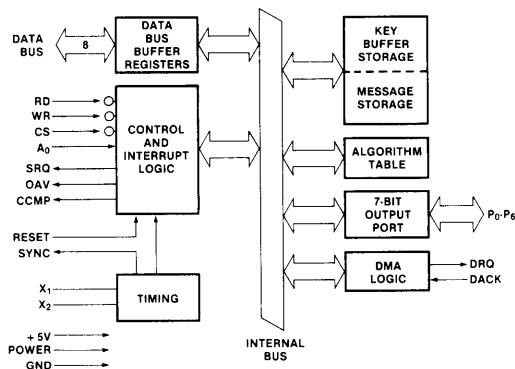 DATA
BUS
8
DATA
BUS
BUFFER
REGISTERS
KEY
BUFFER
STORAGE
MESSAGE
STORAGE
RD
WR
CS
A0
SRQ
OAV
CCMP
CONTROL
AND
INTERRUPT
LOGIC
ALGORITHM
TABLE
7-BIT
OUTPUT
PORT
P0-P6
RESET
SYNC
DMA
LOGIC
DRQ
DACK
X1
X2
TIMING
+5V
POWER
GND
INTERNAL
BUS